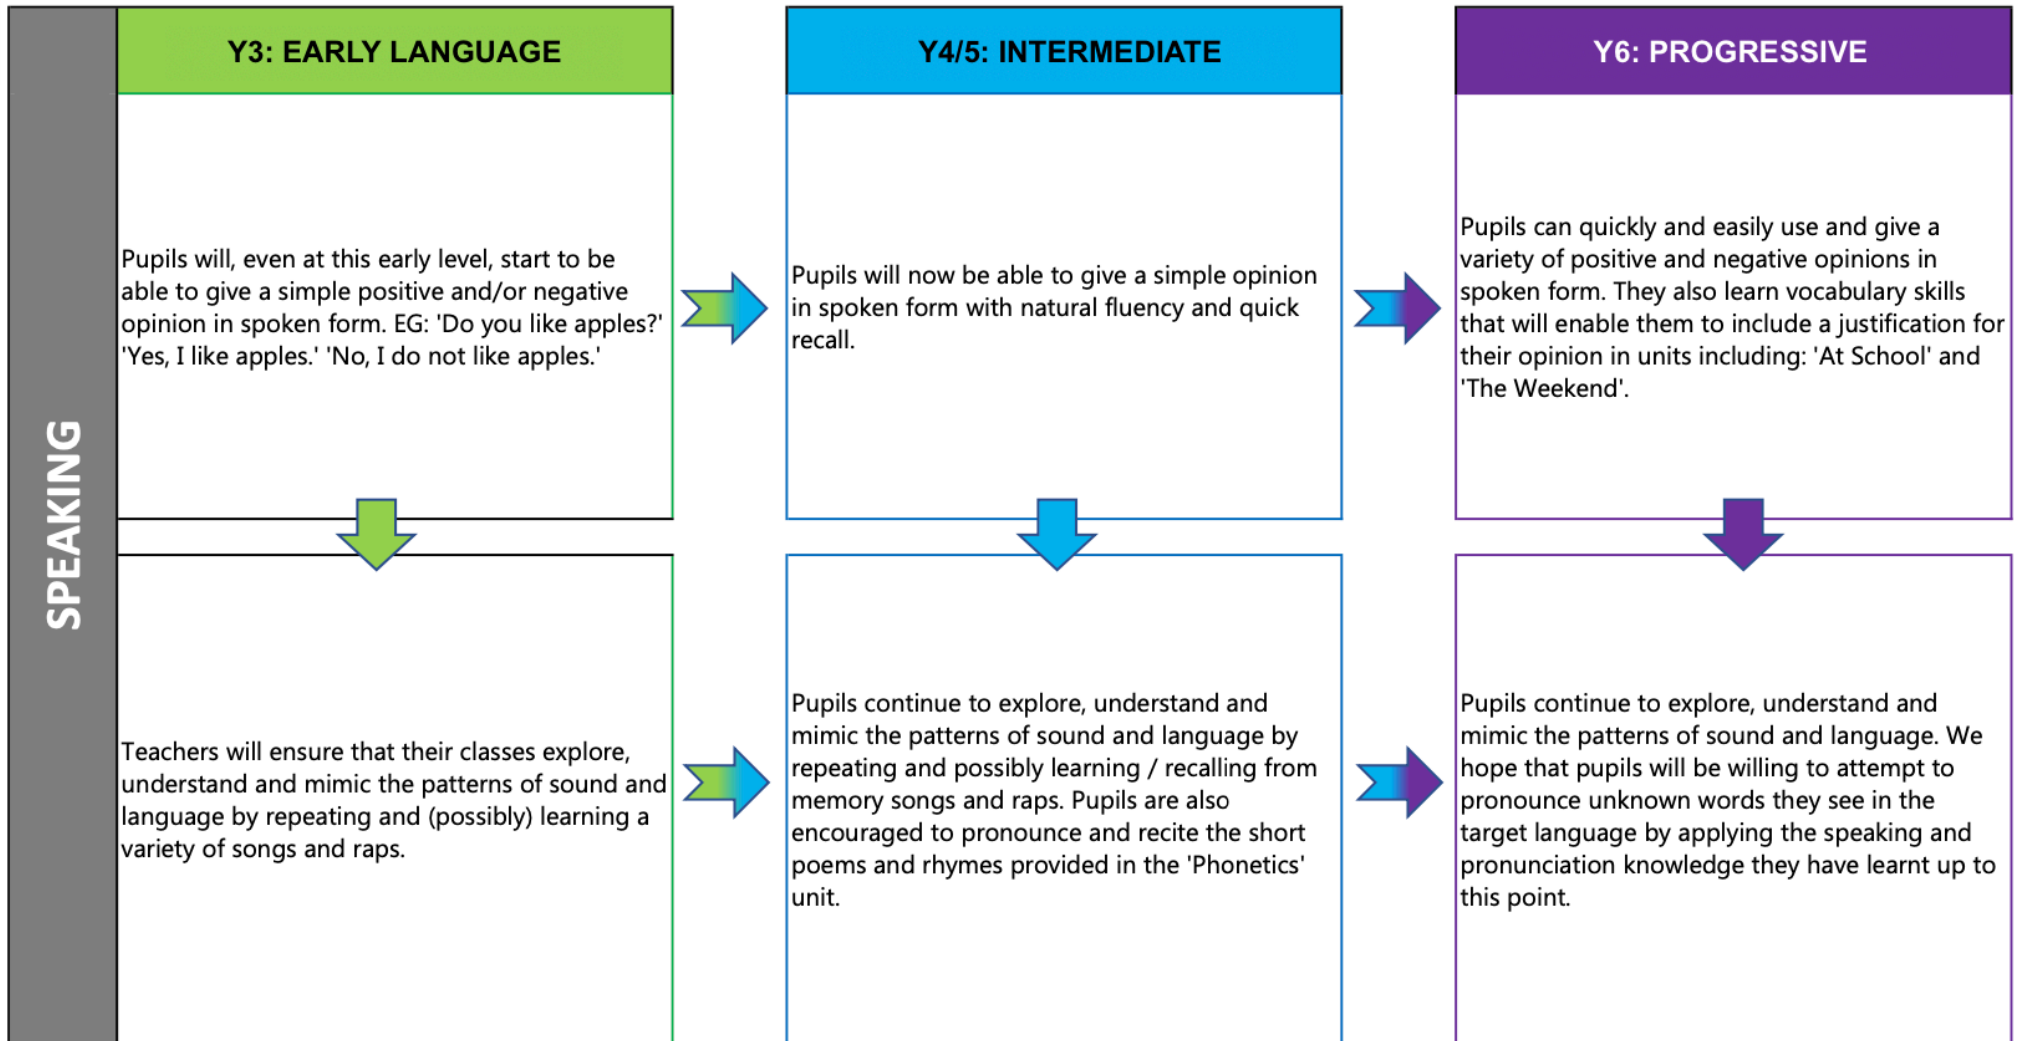 SPEAKING
Y3: EARLY LANGUAGE
Y4/5: INTERMEDIATE
Y6: PROGRESSIVE
Pupils will, even at this early level, start to be
able to give a simple positive and/or negative
opinion in spoken form. EG: 'Do you like apples?'
'Yes, I like apples.' 'No, I do not like apples.'
Pupils will now be able to give a simple opinion
in spoken form with natural fluency and quick
recall.
Pupils can quickly and easily use and give a
variety of positive and negative opinions in
spoken form. They also learn vocabulary skills
that will enable them to include a justification for
their opinion in units including: 'At School' and
'The Weekend'.
Teachers will ensure that their classes explore,
understand and mimic the patterns of sound and
language by repeating and (possibly) learning a
variety of songs and raps.
Pupils continue to explore, understand and
mimic the patterns of sound and language by
repeating and possibly learning / recalling from
memory songs and raps. Pupils are also
encouraged to pronounce and recite the short
poems and rhymes provided in the 'Phonetics'
unit.
Pupils continue to explore, understand and
mimic the patterns of sound and language. We
hope that pupils will be willing to attempt to
pronounce unknown words they see in the
target language by applying the speaking and
pronunciation knowledge they have learnt up to
this point.